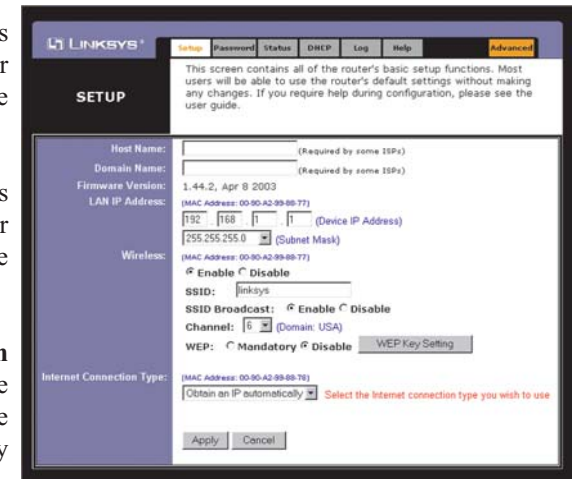 s
r
e
s
r
e
n
e
e
y
LINKSYS®
Setup Password Status DHCP Log Help Advanced
SETUP
This screen contains all of the router's basic setup functions. Most
users will be able to use the router's default settings without making
any changes. If you require help during configuration, please see the
user guide.
Host Name: (Required by some ISPs)
Domain Name: (Required by some ISPs)
Firmware Version: 1.44.2, Apr 8 2003
LAN IP Address: (MAC Address: 00-90-A2-99-88-77)
192 . 168 . 1 . 1 (Device IP Address)
255.255.255.0 (Subnet Mask)
Wireless: (MAC Address: 00-90-A2-99-88-77)
Enable Disable
SSID: linksys
SSID Broadcast: Enable Disable
Channel: 6 (Domain: USA)
WEP: Mandatory Disable WEP Key Setting
Internet Connection Type: (MAC Address: 00-90-A2-99-88-78)
Obtain an IP automatically Select the Internet connection type you wish to use
Apply Cancel